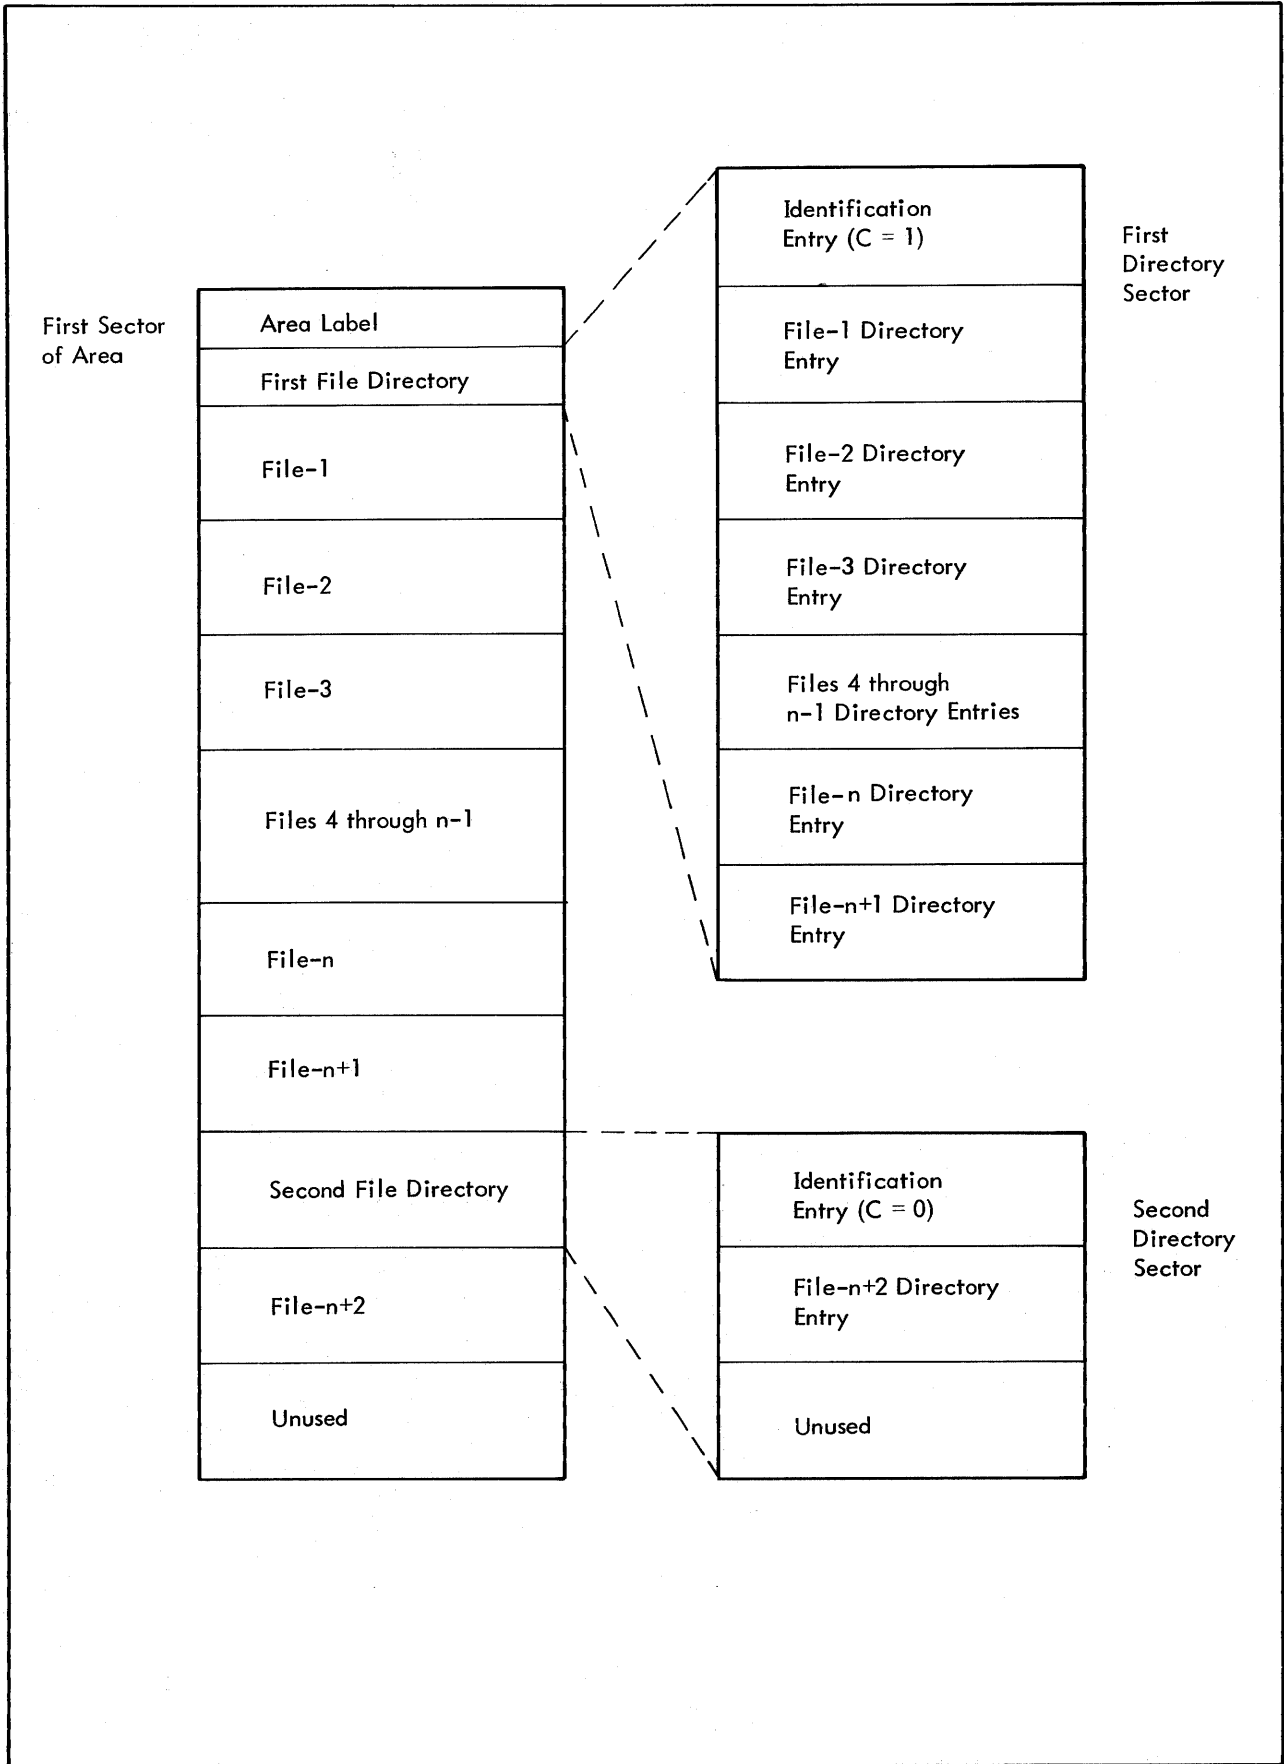 First Sector
of Area
Area Label
First File Directory
File-1
File-2
File-3
Files 4 through n-1
File-n
File-n+1
Second File Directory
File-n+2
Unused
Identification
Entry (C = 1)
File-1 Directory
Entry
File-2 Directory
Entry
File-3 Directory
Entry
Files 4 through
n-1 Directory Entries
File-n Directory
Entry
File-n+1 Directory
Entry
First
Directory
Sector
Identification
Entry (C = 0)
File-n+2 Directory
Entry
Unused
Second
Directory
Sector